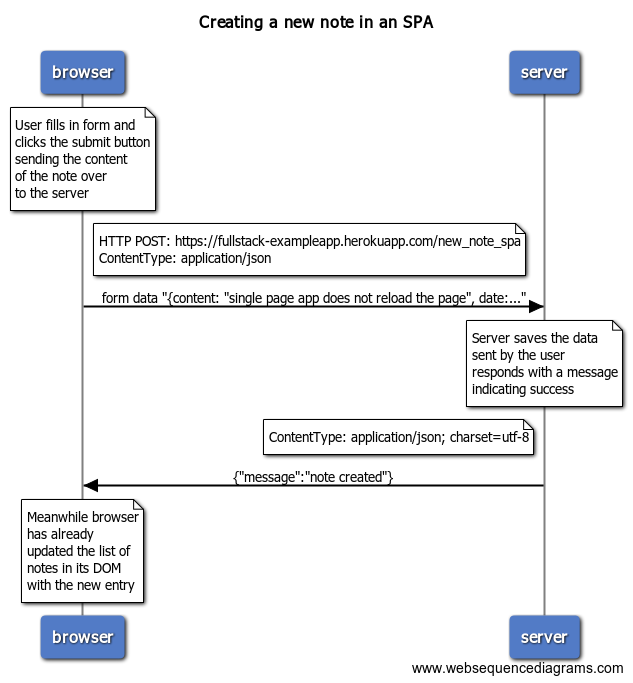 Creating a new note in an SPA
browser
server
User fills in form and
clicks the submit button
sending the content
of the note over
to the server
HTTP POST: https://fullstack-exampleapp.herokuapp.com/new_note_spa
ContentType: application/json
form data "{content: "single page app does not reload the page", date:..."
Server saves the data
sent by the user
responds with a message
indicating success
ContentType: application/json; charset=utf-8
{"message":"note created"}
Meanwhile browser
has already
updated the list of
notes in its DOM
with the new entry
browser
server
www.websequencediagrams.com